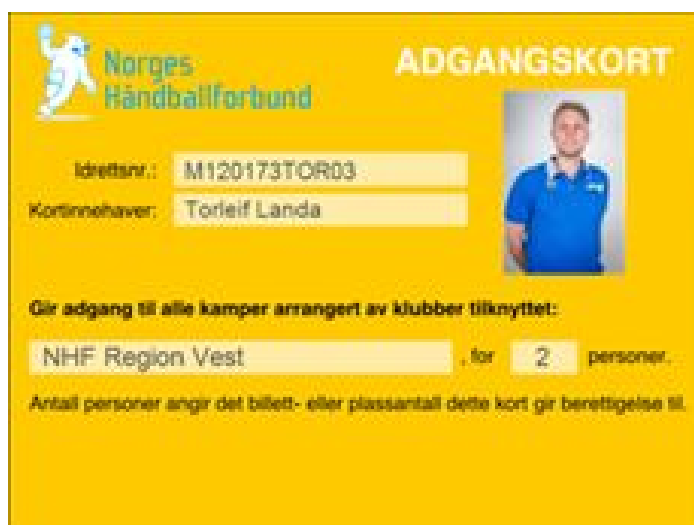 Norges
Håndballforbund
ADGANGSKORT
Idrettsnr.: M120173TOR03
Kortinnehaver: Torleif Landa
Gir adgang til alle kamper arrangert av klubber tilknyttet:
NHF Region Vest , for 2 personer.
Antall personer angir det billett- eller plassantall dette kort gir berettigelse til.